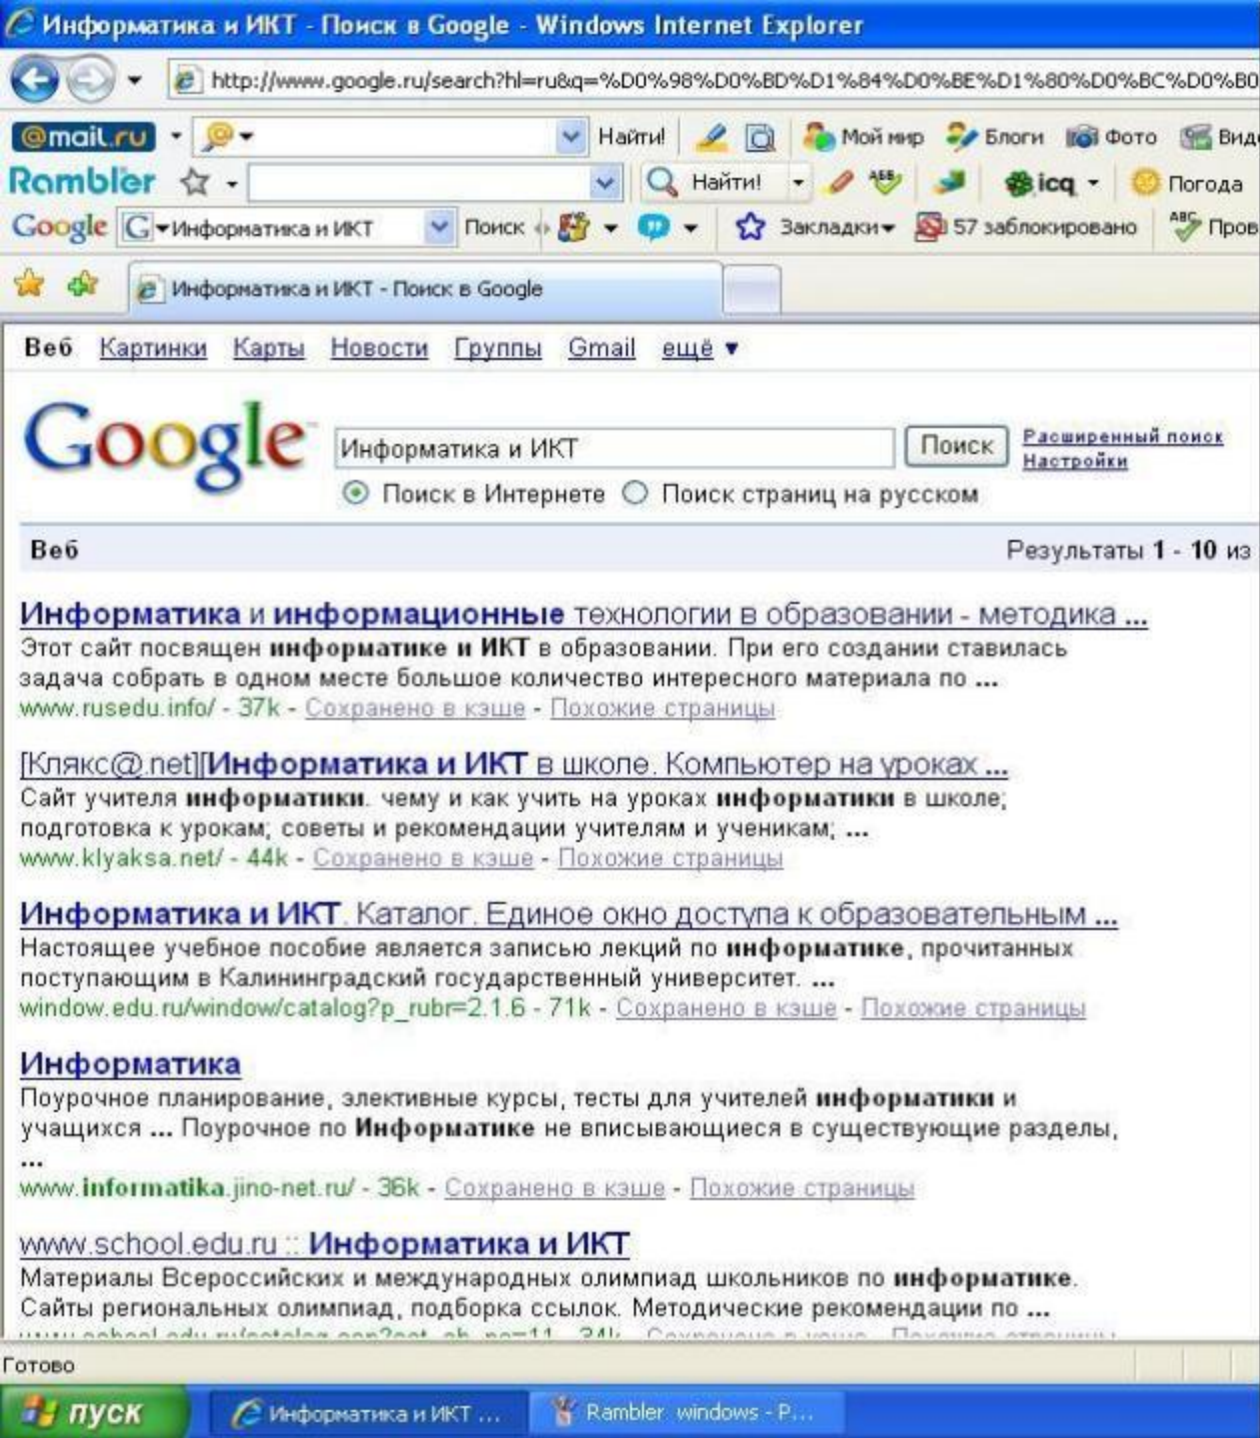 Информатика и ИКТ - Поиск в Google - Windows Internet Explorer
http://www.google.ru/search?hl=ru&q=%D0%98%D0%BD%D1%84%D0%BE%D1%80%D0%BC%D0%B0
@mail.ru Найти! Мой мир Блоги Фото Виде
Rambler Найти! АБВ icq Погода
Google G Информатика и ИКТ Поиск Закладки 57 заблокировано ABC Пров
Информатика и ИКТ - Поиск в Google
Веб Картинки Карты Новости Группы Gmail ещё ▼
Google™ Информатика и ИКТ Поиск Расширенный поиск
Настройки
Поиск в Интернете Поиск страниц на русском
Веб Результаты 1 - 10 из
Информатика и информационные технологии в образовании - методика ...
Этот сайт посвящен информатике и ИКТ в образовании. При его создании ставилась
задача собрать в одном месте большое количество интересного материала по ...
www.rusedu.info/ - 37k - Сохранено в кэше - Похожие страницы
[Клякс@.net][Информатика и ИКТ в школе. Компьютер на уроках ...
Сайт учителя информатики. чему и как учить на уроках информатики в школе;
подготовка к урокам; советы и рекомендации учителям и ученикам; ...
www.klyaksa.net/ - 44k - Сохранено в кэше - Похожие страницы
Информатика и ИКТ. Каталог. Единое окно доступа к образовательным ...
Настоящее учебное пособие является записью лекций по информатике, прочитанных
поступающим в Калининградский государственный университет. ...
window.edu.ru/window/catalog?p_rubr=2.1.6 - 71k - Сохранено в кэше - Похожие страницы
Информатика
Поурочное планирование, элективные курсы, тесты для учителей информатики и
учащихся ... Поурочное по Информатике не вписывающиеся в существующие разделы,
...
www.informatika.jino-net.ru/ - 36k - Сохранено в кэше - Похожие страницы
www.school.edu.ru :: Информатика и ИКТ
Материалы Всероссийских и международных олимпиад школьников по информатике.
Сайты региональных олимпиад, подборка ссылок. Методические рекомендации по ...
Готово
пуск Информатика и ИКТ ... Rambler windows - P...